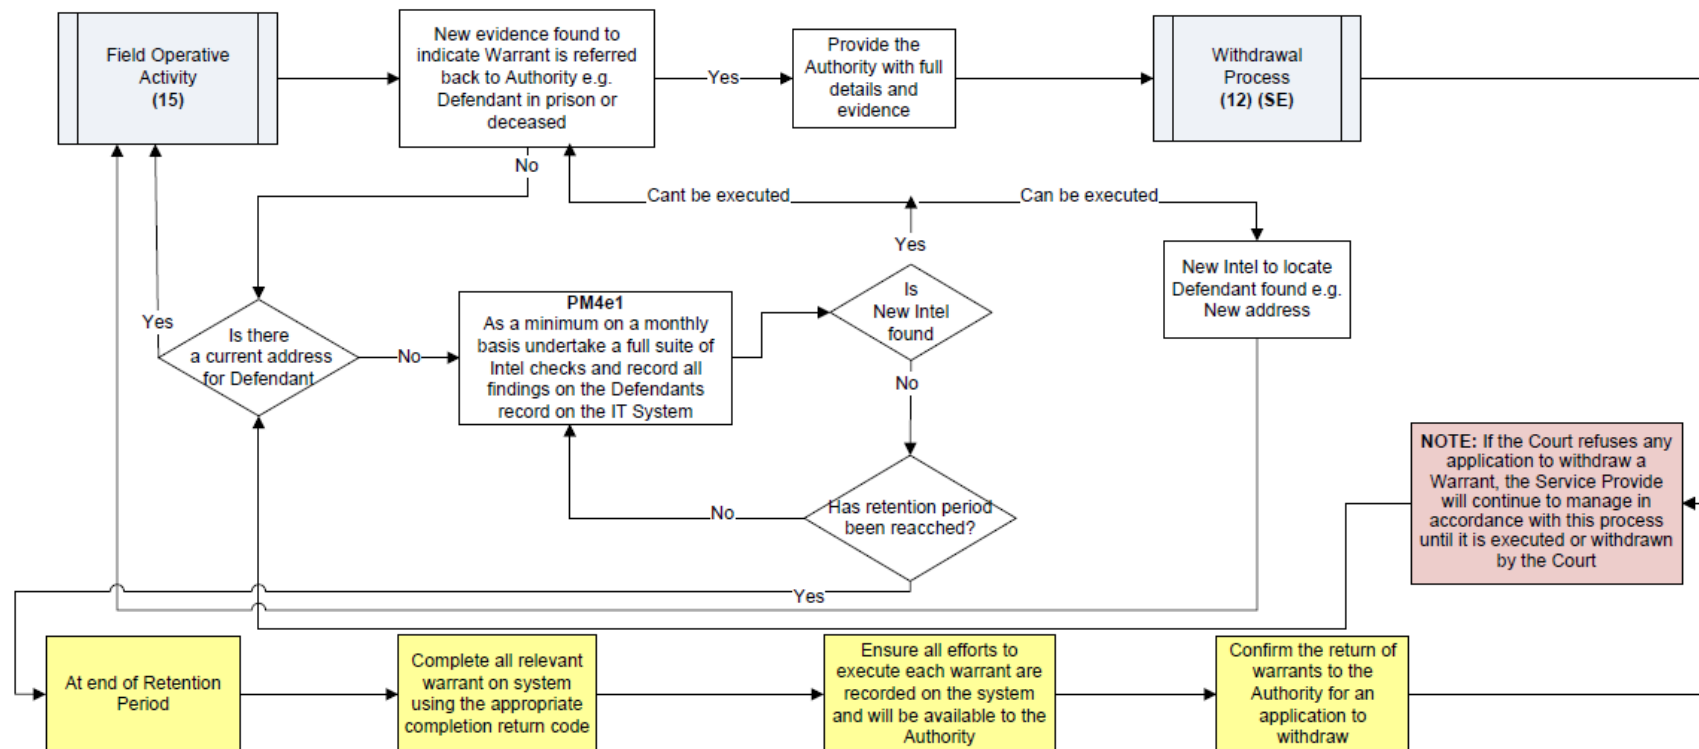 Field Operative
Activity
(15)
New evidence found to
indicate Warrant is referred
back to Authority e.g.
Defendant in prison or
deceased
Yes
Provide the
Authority with full
details and
evidence
Withdrawal
Process
(12) (SE)
No
Cant be executed
Can be executed
Yes
New Intel to locate
Defendant found e.g.
New address
Is
New Intel
found
Yes
Is there
a current address
for Defendant
No
PM4e1
As a minimum on a monthly
basis undertake a full suite of
Intel checks and record all
findings on the Defendants
record on the IT System
No
Has retention period
been reacched?
No
Yes
NOTE: If the Court refuses any
application to withdraw a
Warrant, the Service Provide
will continue to manage in
accordance with this process
until it is executed or withdrawn
by the Court
At end of Retention
Period
Complete all relevant
warrant on system
using the appropriate
completion return code
Ensure all efforts to
execute each warrant are
recorded on the system
and will be available to the
Authority
Confirm the return of
warrants to the
Authority for an
application to
withdraw